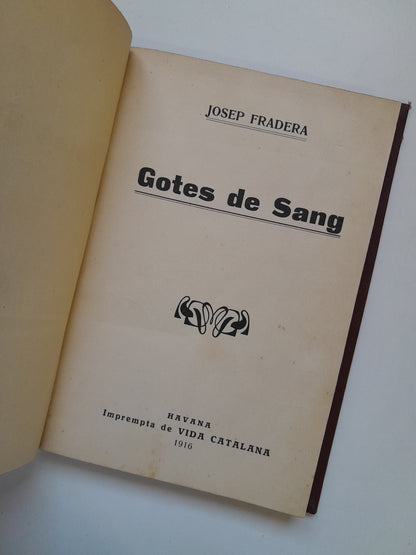 JOSEP FRADERA
Gotes de Sang
HAVANA
Imprempta de VIDA CATALANA
1916